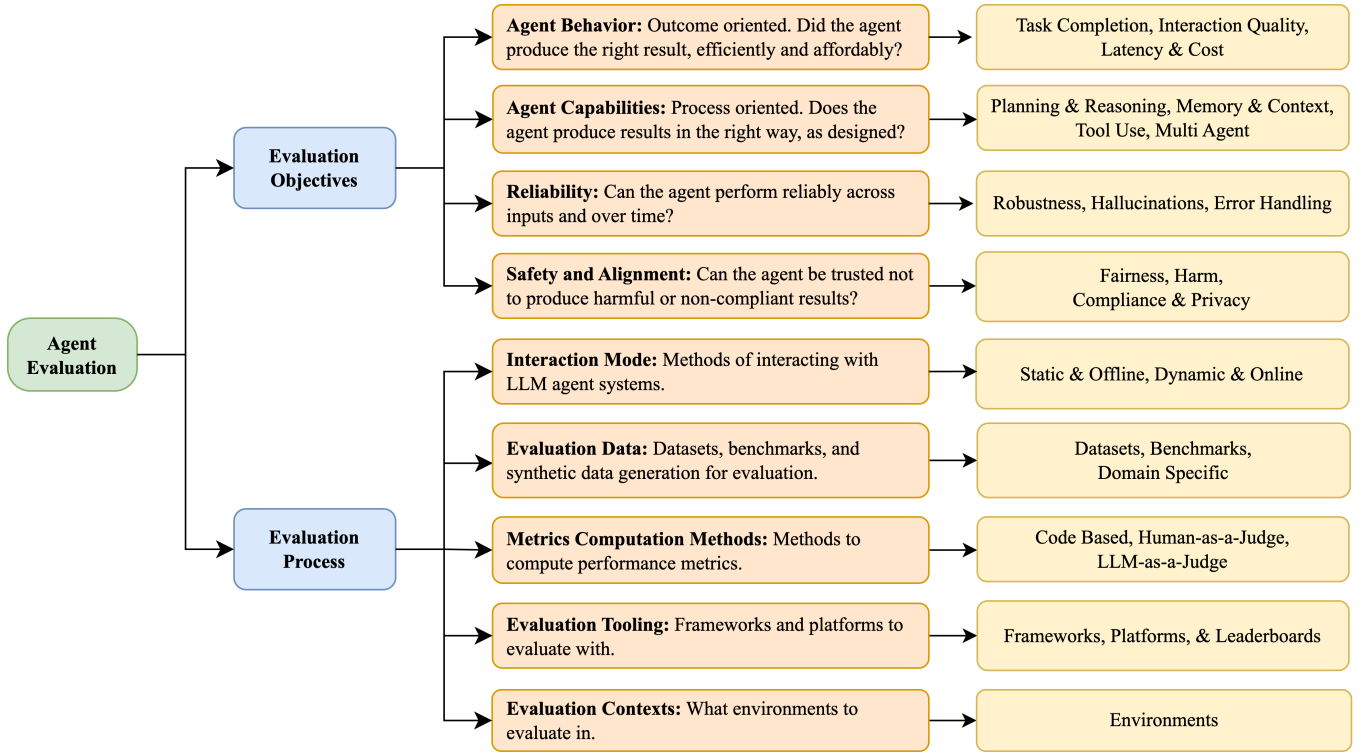 Agent Behavior: Outcome oriented. Did the agent
produce the right result, efficiently and affordably?
Task Completion, Interaction Quality,
Latency & Cost
Agent Capabilities: Process oriented. Does the
agent produce results in the right way, as designed?
Planning & Reasoning, Memory & Context,
Tool Use, Multi Agent
Evaluation
Objectives
Reliability: Can the agent perform reliably across
inputs and over time?
Robustness, Hallucinations, Error Handling
Safety and Alignment: Can the agent be trusted not
to produce harmful or non-compliant results?
Fairness, Harm,
Compliance & Privacy
Agent
Evaluation
Interaction Mode: Methods of interacting with
LLM agent systems.
Static & Offline, Dynamic & Online
Evaluation Data: Datasets, benchmarks, and
synthetic data generation for evaluation.
Datasets, Benchmarks,
Domain Specific
Evaluation
Process
Metrics Computation Methods: Methods to
compute performance metrics.
Code Based, Human-as-a-Judge,
LLM-as-a-Judge
Evaluation Tooling: Frameworks and platforms to
evaluate with.
Frameworks, Platforms, & Leaderboards
Evaluation Contexts: What environments to
evaluate in.
Environments